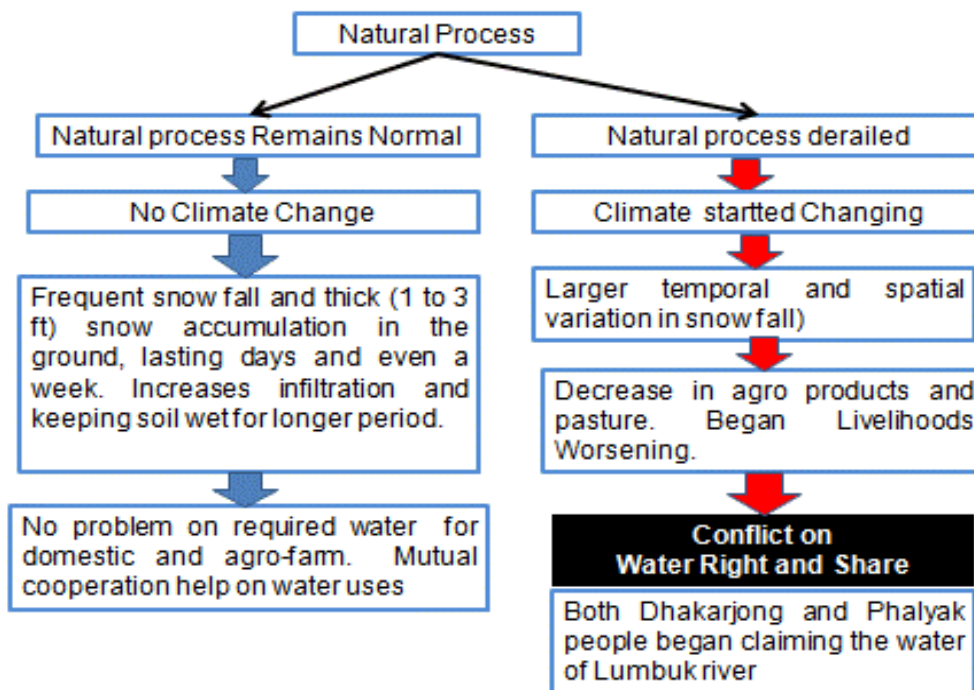 Natural Process
Natural process Remains Normal
No Climate Change
Frequent snow fall and thick (1 to 3
ft) snow accumulation in the
ground, lasting days and even a
week. Increases infiltration and
keeping soil wet for longer period.
No problem on required water for
domestic and agro-farm. Mutual
cooperation help on water uses
Natural process derailed
Climate startted Changing
Larger temporal and spatial
variation in snow fall)
Decrease in agro products and
pasture. Began Livelihoods
Worsening.
Conflict on
Water Right and Share
Both Dhakarjong and Phalyak
people began claiming the water
of Lumbuk river